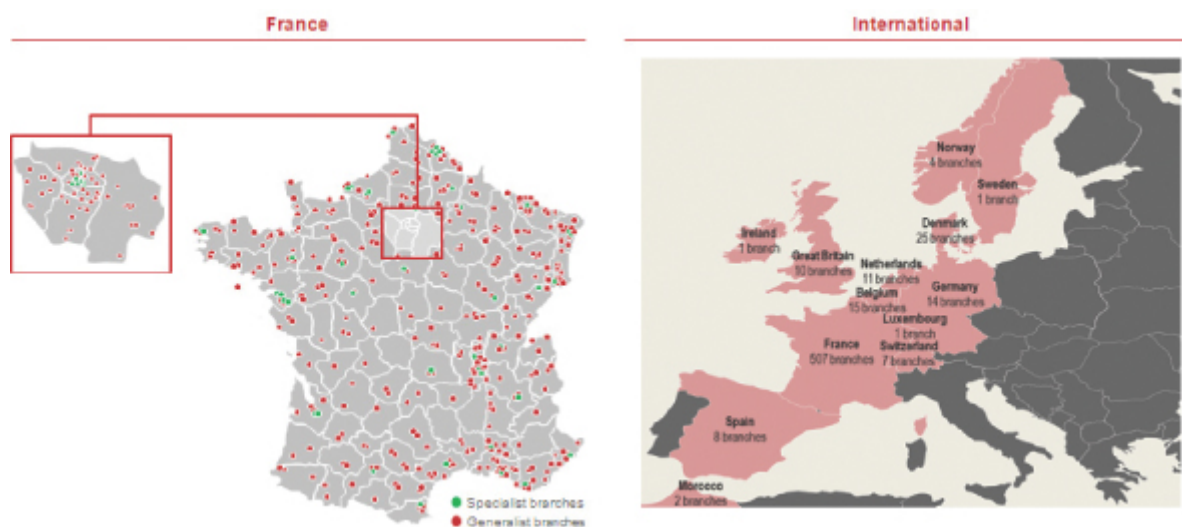 France
International
Norway
4 branches
Sweden
1 branch
Denmark
25 branches
Ireland
1 branch
Great Britain
10 branches
Netherlands
11 branches
Belgium
15 branches
Germany
14 branches
Luxembourg
1 branch
France
507 branches
Switzerland
7 branches
Spain
8 branches
Morocco
2 branches
Specialist branches
Generalist branches